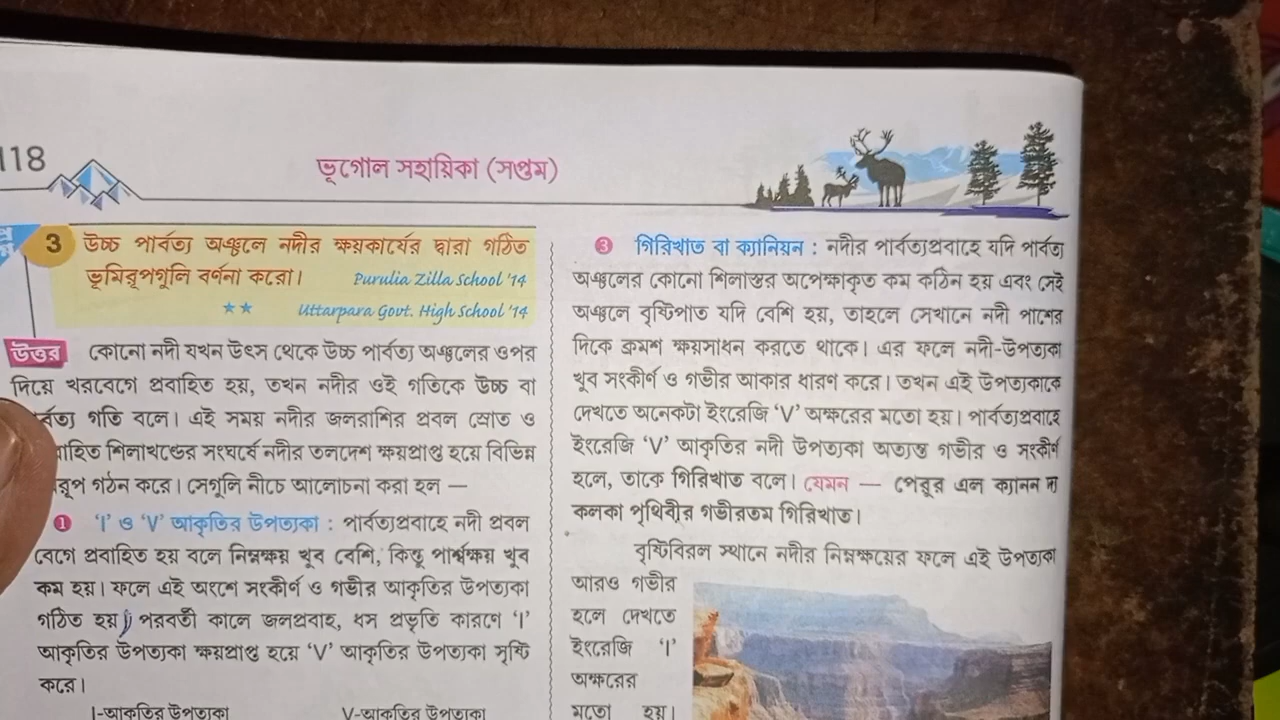 118
ভূগোল সহায়িকা (সপ্তম)
3 উচ্চ পার্বত্য অঞ্চলে নদীর ক্ষয়কার্যের দ্বারা গঠিত
ভূমিরূপগুলি বর্ণনা করো। Purulia Zilla School '14
★★ Uttarpara Govt. High School '14
উত্তর কোনো নদী যখন উৎস থেকে উচ্চ পার্বত্য অঞ্চলের ওপর
দিয়ে খরবেগে প্রবাহিত হয়, তখন নদীর ওই গতিকে উচ্চ বা
গতি বলে। এই সময় নদীর জলরাশির প্রবল স্রোত ও
শিলাখণ্ডের সংঘর্ষে নদীর তলদেশ ক্ষয়প্রাপ্ত হয়ে বিভিন্ন
গঠন করে। সেগুলি নীচে আলোচনা করা হল —
❶ 'I' ও 'V' আকৃতির উপত্যকা : পার্বত্যপ্রবাহে নদী প্রবল
বেগে প্রবাহিত হয় বলে নিম্নক্ষয় খুব বেশি, কিন্তু পার্শ্বক্ষয় খুব
কম হয়। ফলে এই অংশে সংকীর্ণ ও গভীর আকৃতির উপত্যকা
গঠিত হয়। পরবর্তী কালে জলপ্রবাহ, ধস প্রভৃতি কারণে 'I'
আকৃতির উপত্যকা ক্ষয়প্রাপ্ত হয়ে 'V' আকৃতির উপত্যকা সৃষ্টি
করে।
I-আকৃতির উপত্যকা V-আকৃতির উপত্যকা
❸ গিরিখাত বা ক্যানিয়ন : নদীর পার্বত্যপ্রবাহে যদি পার্বত্য
অঞ্চলের কোনো শিলাস্তর অপেক্ষাকৃত কম কঠিন হয় এবং সেই
অঞ্চলে বৃষ্টিপাত যদি বেশি হয়, তাহলে সেখানে নদী পাশের
দিকে ক্রমশ ক্ষয়সাধন করতে থাকে। এর ফলে নদী-উপত্যকা
খুব সংকীর্ণ ও গভীর আকার ধারণ করে। তখন এই উপত্যকাকে
দেখতে অনেকটা ইংরেজি 'V' অক্ষরের মতো হয়। পার্বত্যপ্রবাহে
ইংরেজি 'V' আকৃতির নদী উপত্যকা অত্যন্ত গভীর ও সংকীর্ণ
হলে, তাকে গিরিখাত বলে। যেমন — পেরুর এল ক্যানন দ্য
কলকা পৃথিবীর গভীরতম গিরিখাত।
বৃষ্টিবিরল স্থানে নদীর নিম্নক্ষয়ের ফলে এই উপত্যকা
আরও গভীর
হলে দেখতে
ইংরেজি 'I'
অক্ষরের
মতো হয়।